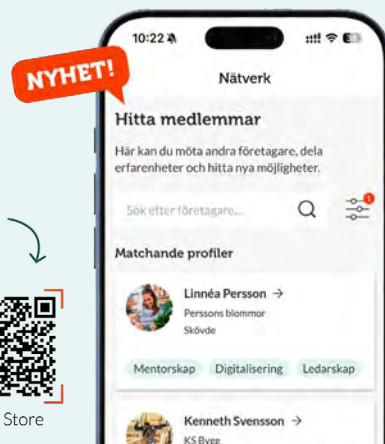 NYHET!
10:22
Nätverk
Hitta medlemmar
Här kan du möta andra företagare, dela
erfarenheter och hitta nya möjligheter.
Sök efter företagare...
1
Matchande profiler
Linnéa Persson →
Perssons blommor
Skövde
Mentorskap Digitalisering Ledarskap
Store
Kenneth Svensson →
KS Bygg